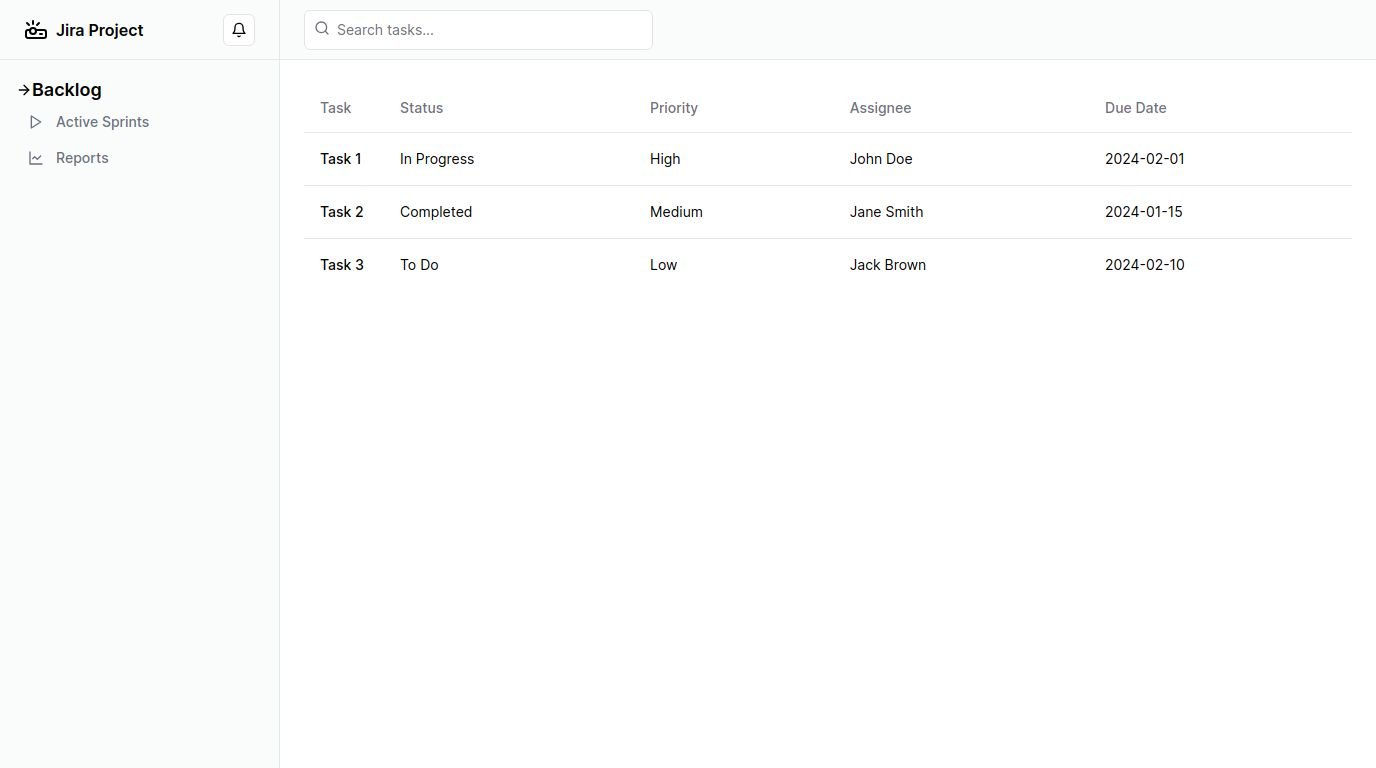 Jira Project
Search tasks...
Backlog
Active Sprints
Reports
Task Status Priority Assignee Due Date
Task 1 In Progress High John Doe 2024-02-01
Task 2 Completed Medium Jane Smith 2024-01-15
Task 3 To Do Low Jack Brown 2024-02-10